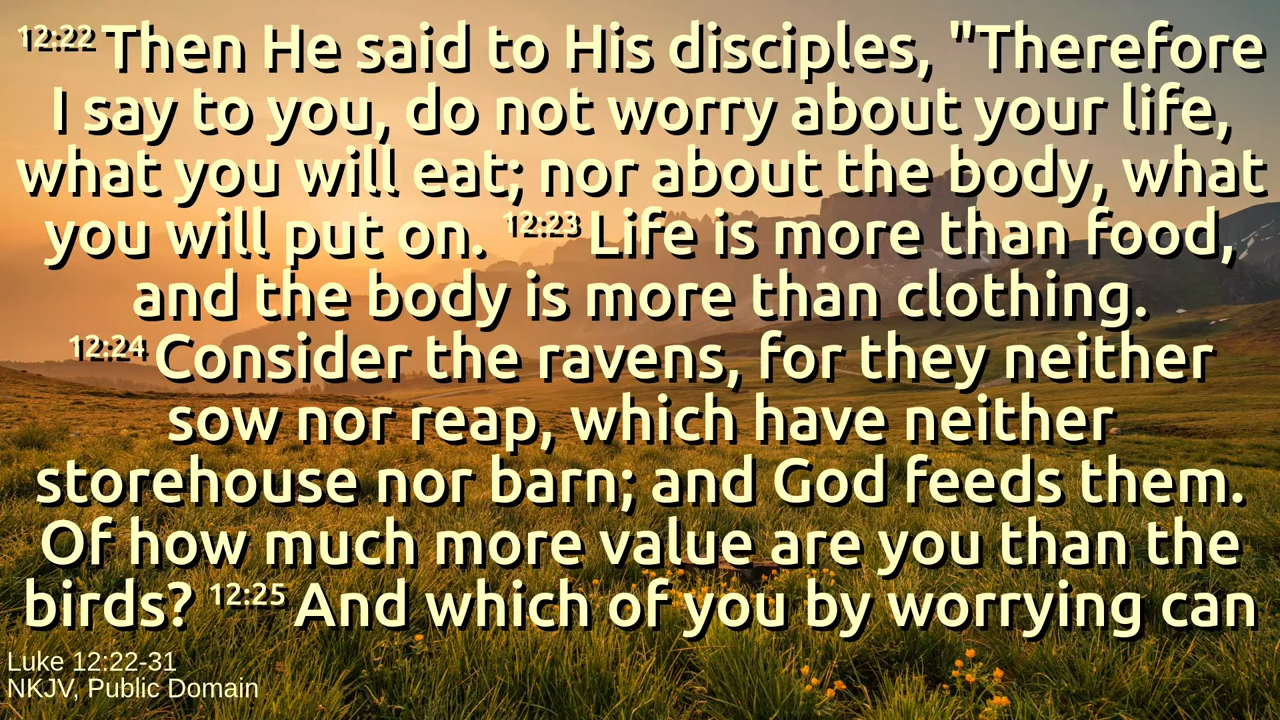 12:22 Then He said to His disciples, "Therefore
I say to you, do not worry about your life,
what you will eat; nor about the body, what
you will put on. 12:23 Life is more than food,
and the body is more than clothing.
12:24 Consider the ravens, for they neither
sow nor reap, which have neither
storehouse nor barn; and God feeds them.
Of how much more value are you than the
birds? 12:25 And which of you by worrying can
Luke 12:22-31
NKJV, Public Domain